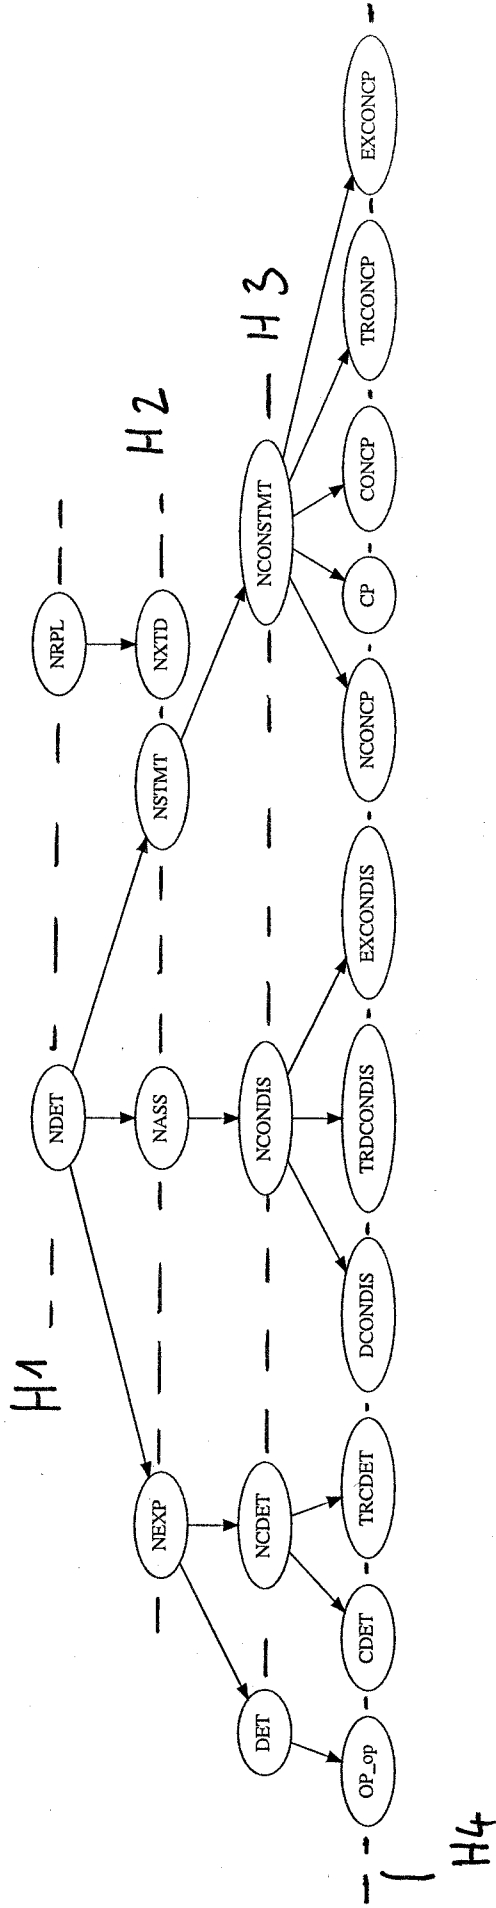 H1
NDET NRPL
NEXP NASS NSTMT NXTD H2
DET NCDET NCONDIS NCONSTMT H3
OP_op CDET TRCDET DCONDIS TRDCONDIS EXCONDIS NCONCP CP CONCP TRCONCP EXCONCP
H4